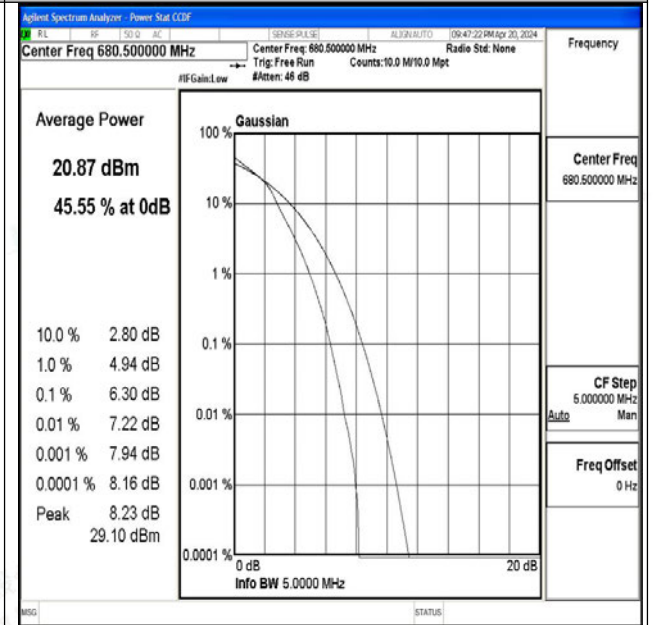 Agilent Spectrum Analyzer - Power Stat CCDF
RL RF 50 Ω AC SENSE:PULSE ALIGN AUTO 09:47:22 PM Apr 20, 2024
Center Freq 680.500000 MHz
Center Freq: 680.500000 MHz Radio Std: None
Trig: Free Run Counts:10.0 M/10.0 Mpt
#IFGain:Low #Atten: 46 dB
Frequency
Average Power
20.87 dBm
45.55 % at 0dB
10.0 % 2.80 dB
1.0 % 4.94 dB
0.1 % 6.30 dB
0.01 % 7.22 dB
0.001 % 7.94 dB
0.0001 % 8.16 dB
Peak 8.23 dB
29.10 dBm
Gaussian
100 %
10 %
1 %
0.1 %
0.01 %
0.001 %
0.0001 %
0 dB 20 dB
Info BW 5.0000 MHz
Center Freq
680.500000 MHz
CF Step
5.000000 MHz
Auto Man
Freq Offset
0 Hz
MSG STATUS